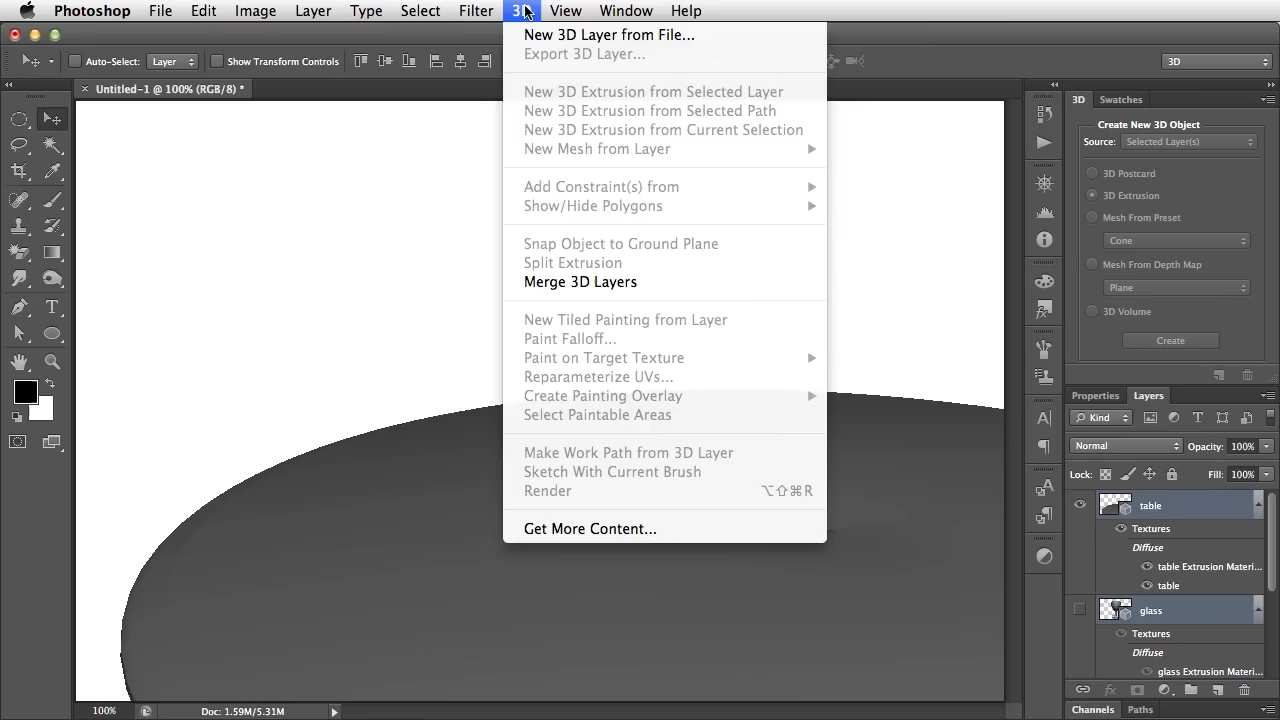 Photoshop File Edit Image Layer Type Select Filter 3D View Window Help
Auto-Select: Layer Show Transform Controls 3D
Untitled-1 @ 100% (RGB/8) *
New 3D Layer from File...
Export 3D Layer...
New 3D Extrusion from Selected Layer
New 3D Extrusion from Selected Path
New 3D Extrusion from Current Selection
New Mesh from Layer
Add Constraint(s) from
Show/Hide Polygons
Snap Object to Ground Plane
Split Extrusion
Merge 3D Layers
New Tiled Painting from Layer
Paint Falloff...
Paint on Target Texture
Reparameterize UVs...
Create Painting Overlay
Select Paintable Areas
Make Work Path from 3D Layer
Sketch With Current Brush
Render ⌥⇧⌘R
Get More Content...
3D Swatches
Create New 3D Object
Source: Selected Layer(s)
3D Postcard
3D Extrusion
Mesh From Preset
Cone
Mesh From Depth Map
Plane
3D Volume
Create
Properties Layers
Kind
Normal Opacity: 100%
Lock: Fill: 100%
table
Textures
Diffuse
table Extrusion Materi...
table
glass
Textures
Diffuse
glass Extrusion Materi...
Channels Paths
100% Doc: 1.59M/5.31M